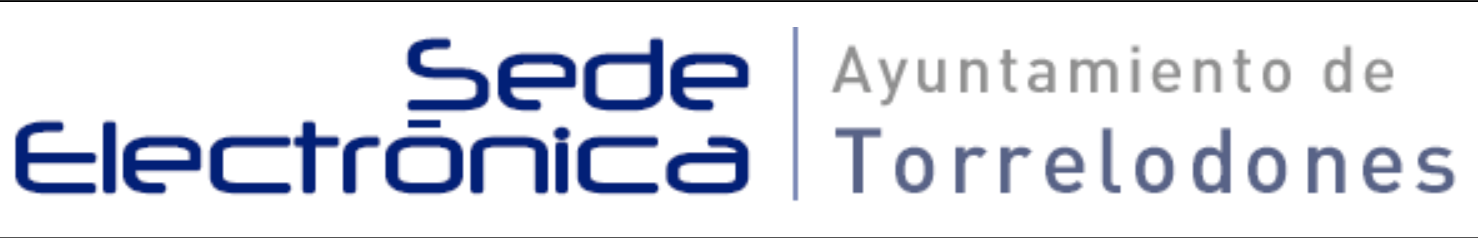 Sede
Electrónica
Ayuntamiento de
Torrelodones